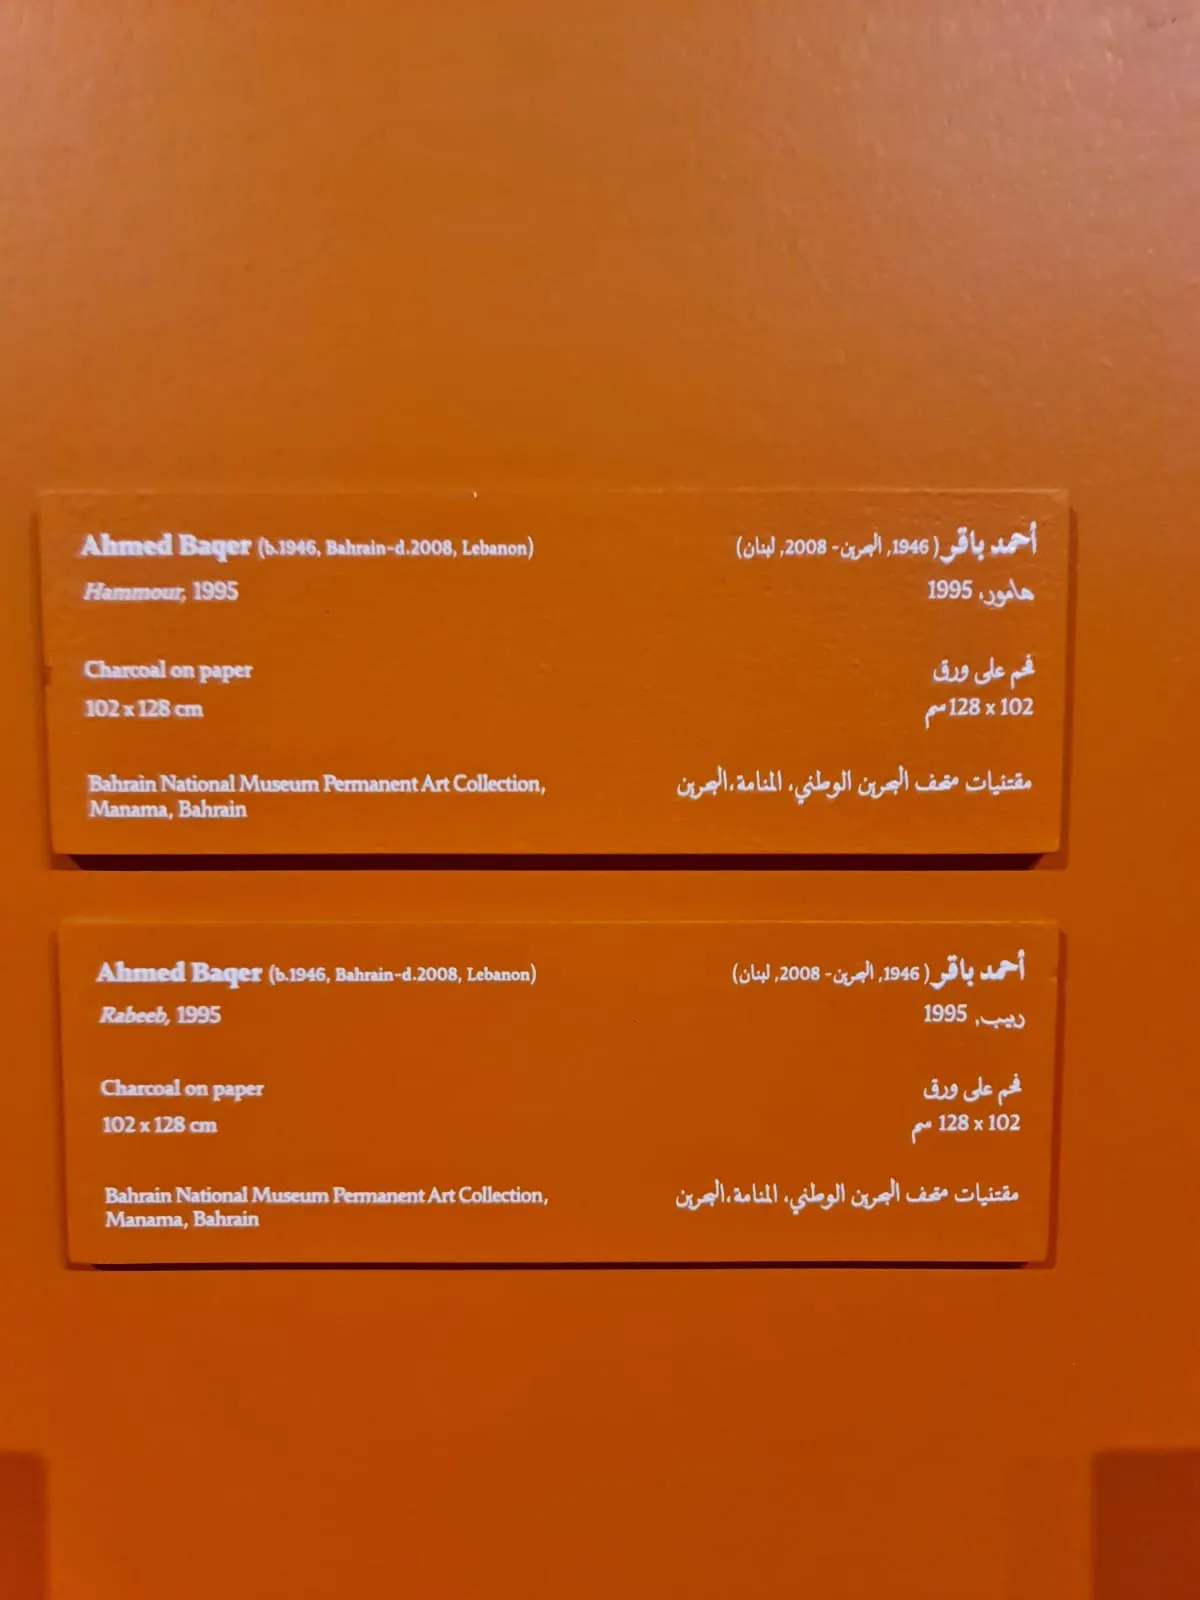 Ahmed Baqer (b.1946, Bahrain-d.2008, Lebanon)
Hammour, 1995
Charcoal on paper
102 x 128 cm
Bahrain National Museum Permanent Art Collection,
Manama, Bahrain
أحمد باقر (1946, البحرين- 2008, لبنان)
هامور، 1995
فحم على ورق
102 x 128 سم
مقتنيات متحف البحرين الوطني، المنامة،البحرين
Ahmed Baqer (b.1946, Bahrain-d.2008, Lebanon)
Rabeeb, 1995
Charcoal on paper
102 x 128 cm
Bahrain National Museum Permanent Art Collection,
Manama, Bahrain
أحمد باقر (1946, البحرين- 2008, لبنان)
ربيب, 1995
فحم على ورق
102 x 128 سم
مقتنيات متحف البحرين الوطني، المنامة،البحرين